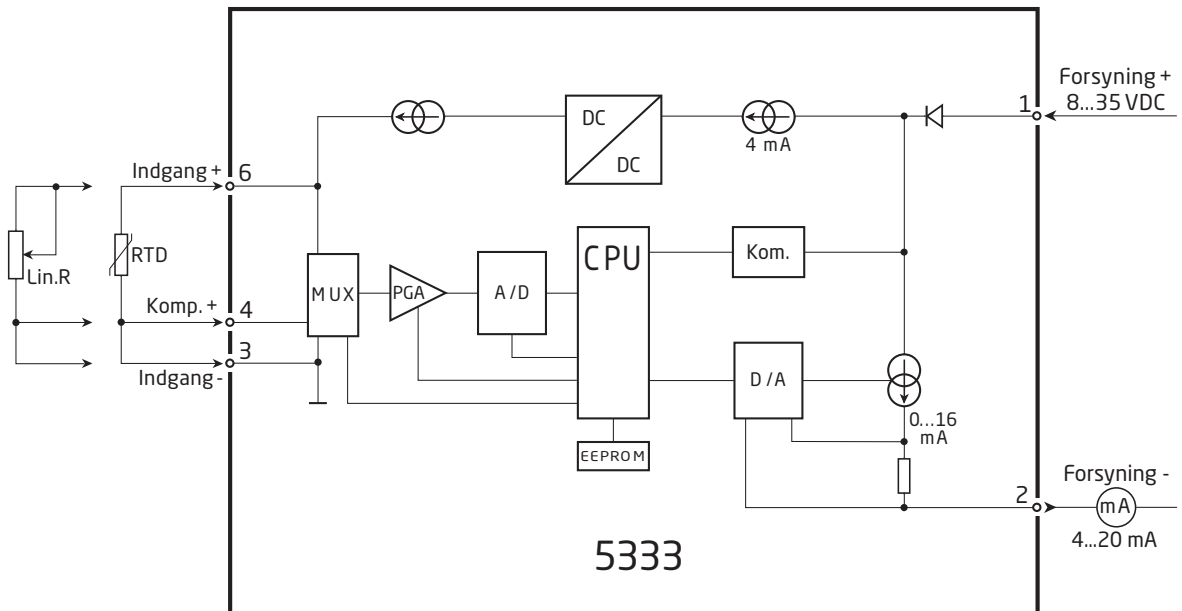 Forsyning +
8...35 VDC
1
DC
DC
4 mA
Indgang +
6
RTD
Lin.R
CPU
Kom.
MUX
PGA
A/D
Komp. +
4
3
Indgang -
D/A
0...16
mA
EEPROM
Forsyning -
2
mA
4...20 mA
5333